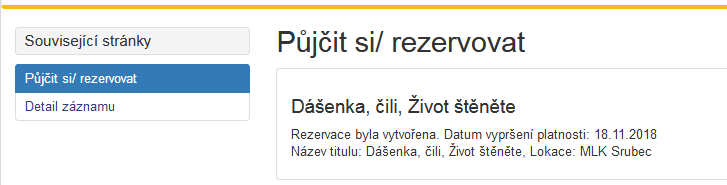 Související stránky
Půjčit si/ rezervovat
Detail záznamu
Půjčit si/ rezervovat
Dášenka, čili, Život štěněte
Rezervace byla vytvořena. Datum vypršení platnosti: 18.11.2018
Název titulu: Dášenka, čili, Život štěněte, Lokace: MLK Srubec